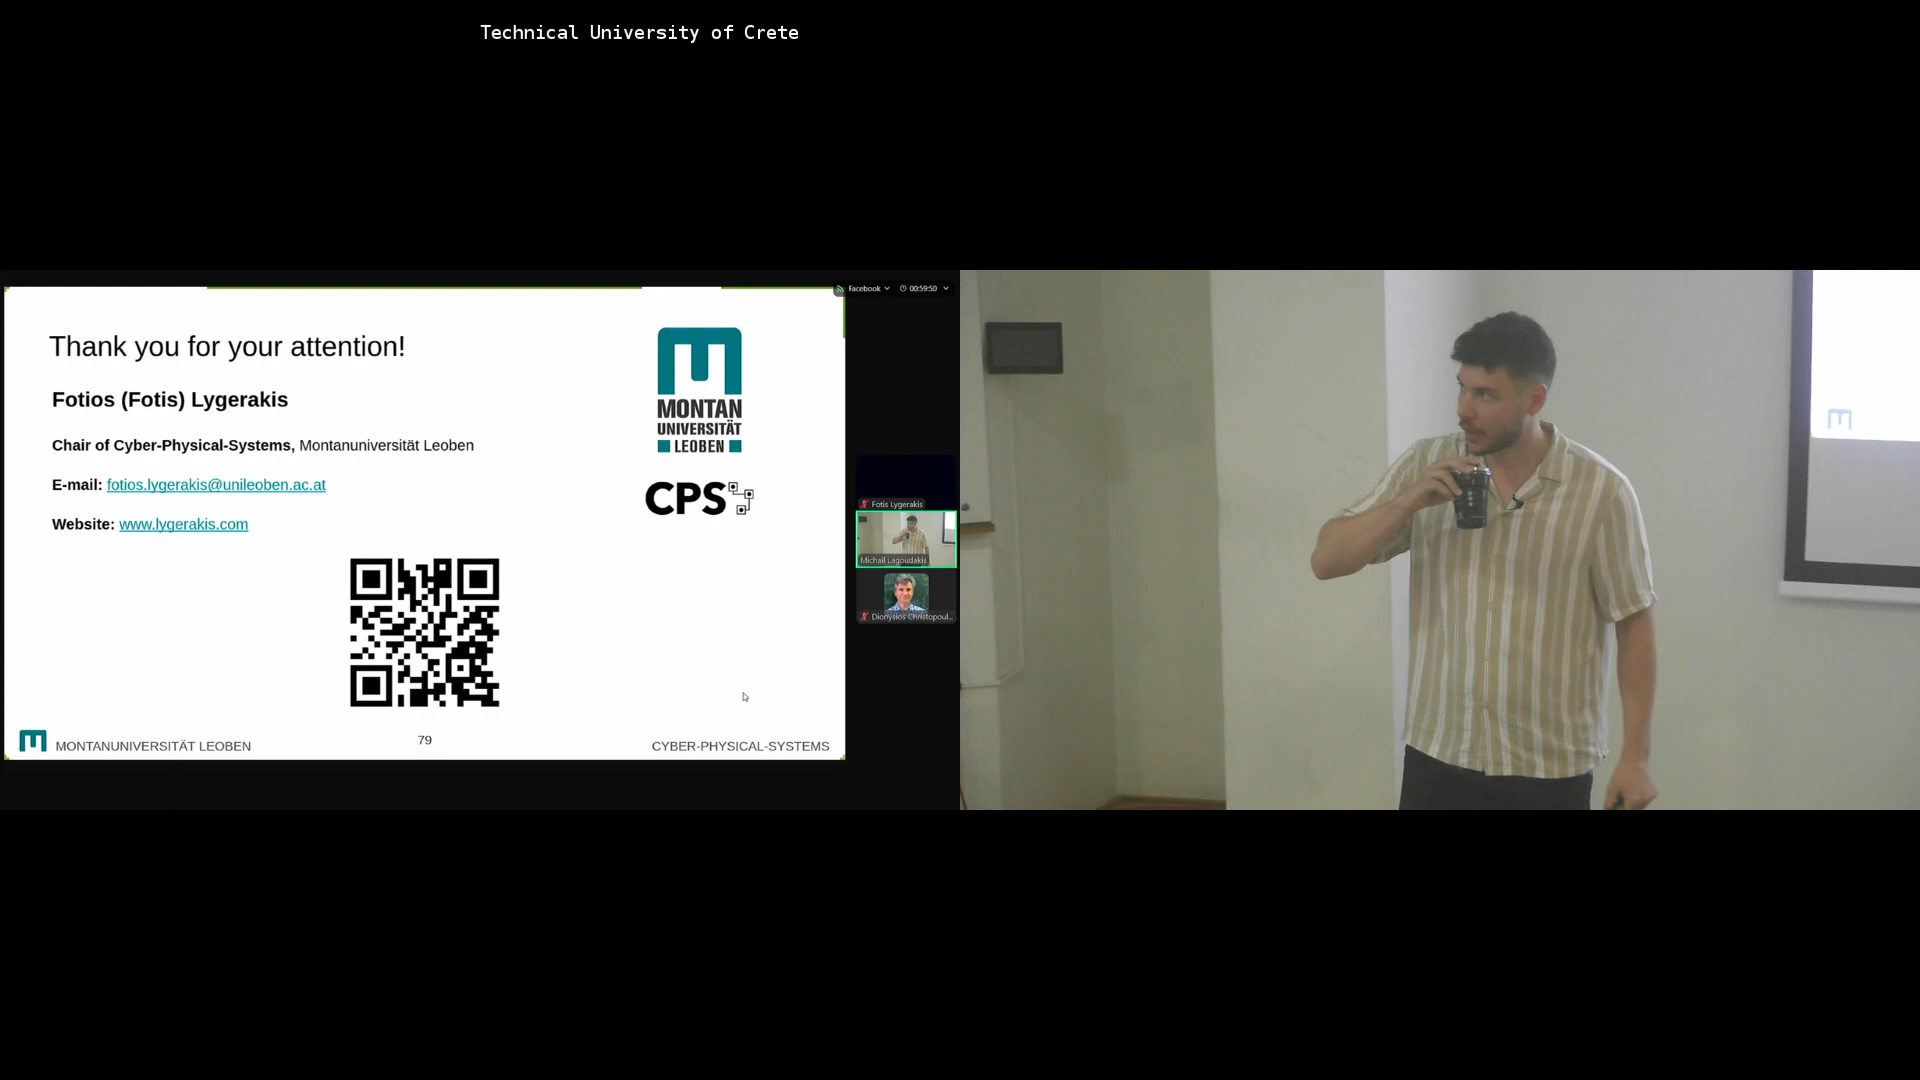 Technical University of Crete
Facebook
00:59:50
Thank you for your attention!
Fotios (Fotis) Lygerakis
Chair of Cyber-Physical-Systems, Montanuniversität Leoben
E-mail: fotios.lygerakis@unileoben.ac.at
Website: www.lygerakis.com
MONTAN
UNIVERSITÄT
LEOBEN
CPS
MONTANUNIVERSITÄT LEOBEN
79
CYBER-PHYSICAL-SYSTEMS
Fotis Lygerakis
Michail Lagoudakis
Dionysios Christopoul...